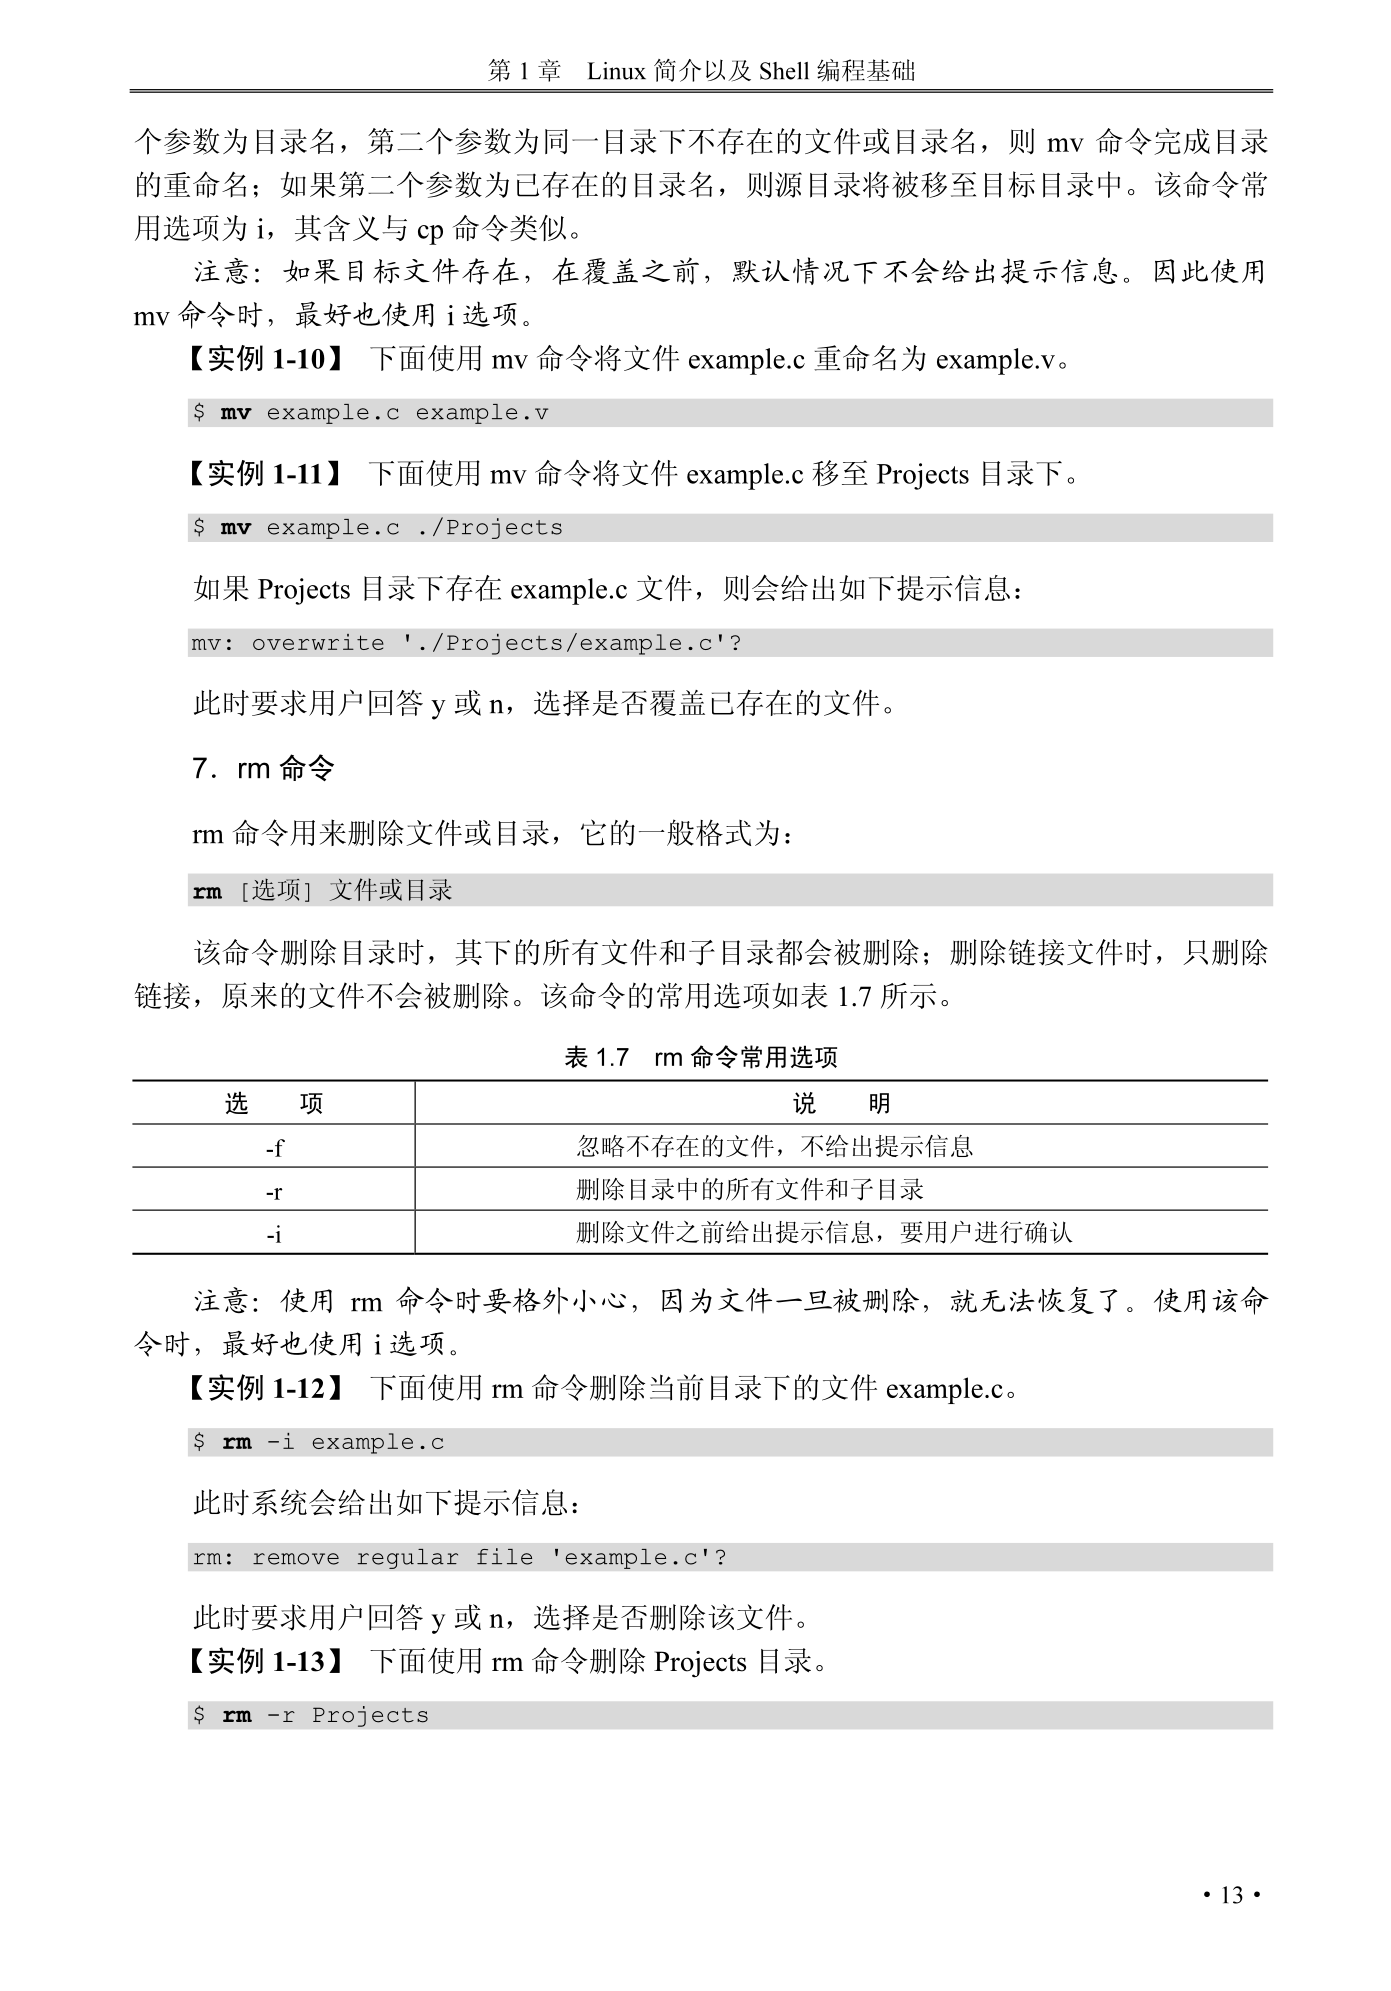 第 1 章　Linux 简介以及 Shell 编程基础
个参数为目录名，第二个参数为同一目录下不存在的文件或目录名，则 mv 命令完成目录
的重命名；如果第二个参数为已存在的目录名，则源目录将被移至目标目录中。该命令常
用选项为 i，其含义与 cp 命令类似。
注意：如果目标文件存在，在覆盖之前，默认情况下不会给出提示信息。因此使用
mv 命令时，最好也使用 i 选项。
【实例 1-10】 下面使用 mv 命令将文件 example.c 重命名为 example.v。
$ mv example.c example.v
【实例 1-11】 下面使用 mv 命令将文件 example.c 移至 Projects 目录下。
$ mv example.c ./Projects
如果 Projects 目录下存在 example.c 文件，则会给出如下提示信息：
mv: overwrite './Projects/example.c'?
此时要求用户回答 y 或 n，选择是否覆盖已存在的文件。
7．rm 命令
rm 命令用来删除文件或目录，它的一般格式为：
rm [选项] 文件或目录
该命令删除目录时，其下的所有文件和子目录都会被删除；删除链接文件时，只删除
链接，原来的文件不会被删除。该命令的常用选项如表 1.7 所示。
表 1.7　rm 命令常用选项
选　　项　说　　明
-f　忽略不存在的文件，不给出提示信息
-r　删除目录中的所有文件和子目录
-i　删除文件之前给出提示信息，要用户进行确认
注意：使用 rm 命令时要格外小心，因为文件一旦被删除，就无法恢复了。使用该命
令时，最好也使用 i 选项。
【实例 1-12】 下面使用 rm 命令删除当前目录下的文件 example.c。
$ rm -i example.c
此时系统会给出如下提示信息：
rm: remove regular file 'example.c'?
此时要求用户回答 y 或 n，选择是否删除该文件。
【实例 1-13】 下面使用 rm 命令删除 Projects 目录。
$ rm -r Projects
• 13 •